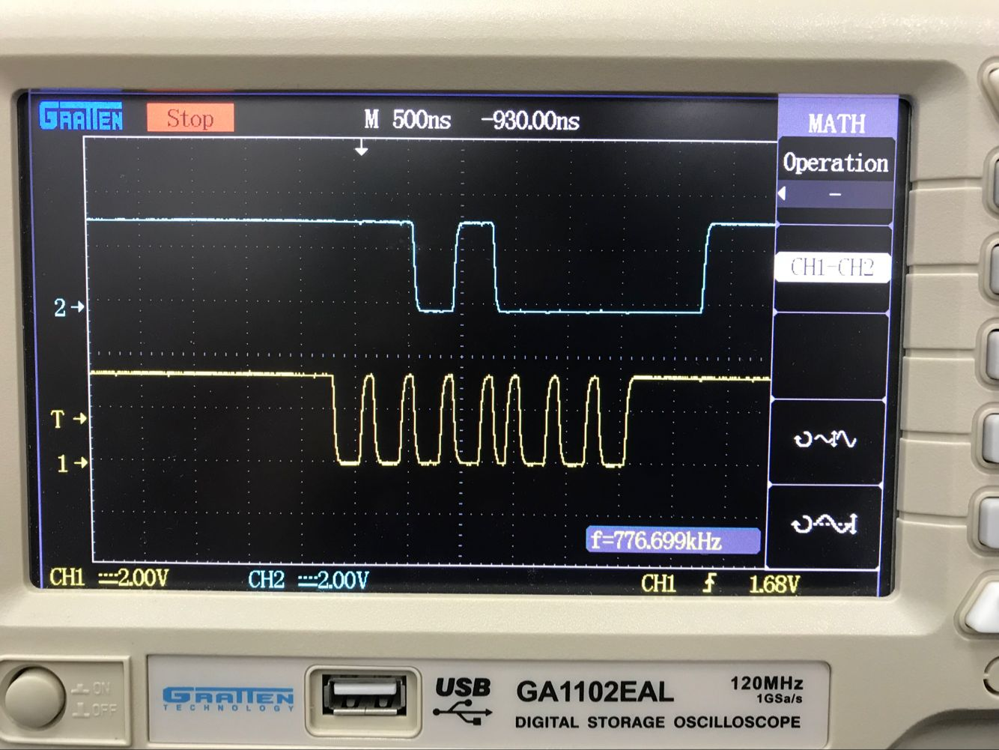 GRATTEN Stop M 500ns -930.00ns MATH
Operation
-
CH1-CH2
2
T
1
f=776.699kHz
CH1 2.00V CH2 2.00V CH1 1.68V
ON
OFF
GRATTEN
TECHNOLOGY
USB
GA1102EAL
120MHz
1GSa/s
DIGITAL STORAGE OSCILLOSCOPE